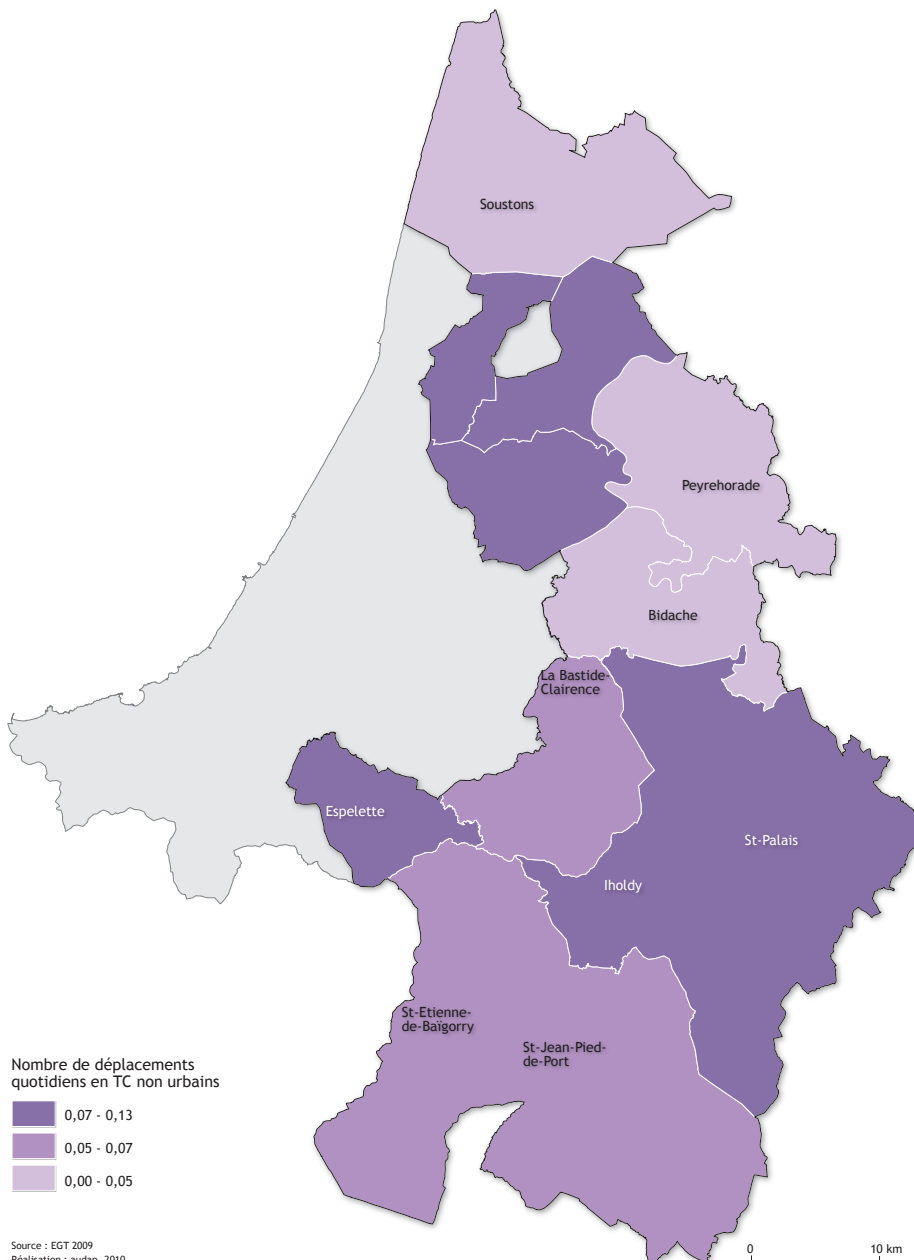 Soustons
Peyrehorade
Bidache
La Bastide-
Clairence
Espelette
St-Palais
Iholdy
St-Etienne-
de-Baïgorry
St-Jean-Pied-
de-Port
Nombre de déplacements
quotidiens en TC non urbains
0,07 - 0,13
0,05 - 0,07
0,00 - 0,05
Source : EGT 2009
Réalisation : audap, 2010
0 10 km